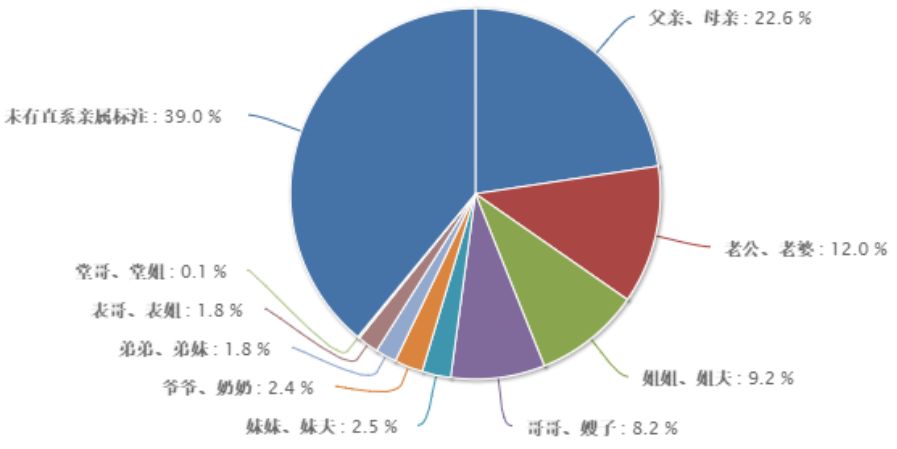 父亲、母亲: 22.6 %
未有直系亲属标注: 39.0 %
老公、老婆: 12.0 %
堂哥、堂姐: 0.1 %
表哥、表姐: 1.8 %
弟弟、弟妹: 1.8 %
姐姐、姐夫: 9.2 %
爷爷、奶奶: 2.4 %
妹妹、妹夫: 2.5 %
哥哥、嫂子: 8.2 %